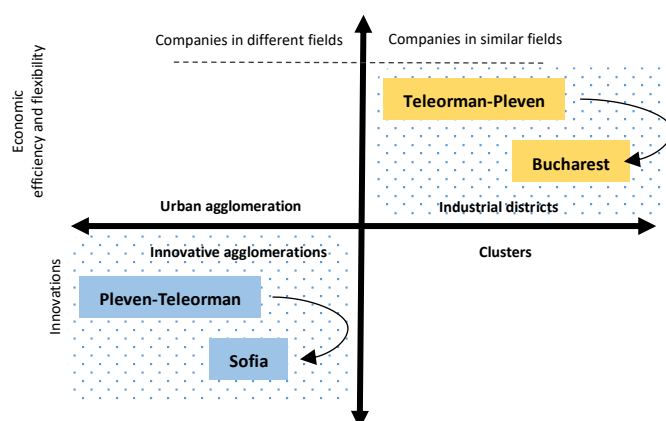 Companies in different fields
Companies in similar fields
Economic
efficiency and flexibility
Teleorman-Pleven
Bucharest
Urban agglomeration
Industrial districts
Innovative agglomerations
Clusters
Innovations
Pleven-Teleorman
Sofia